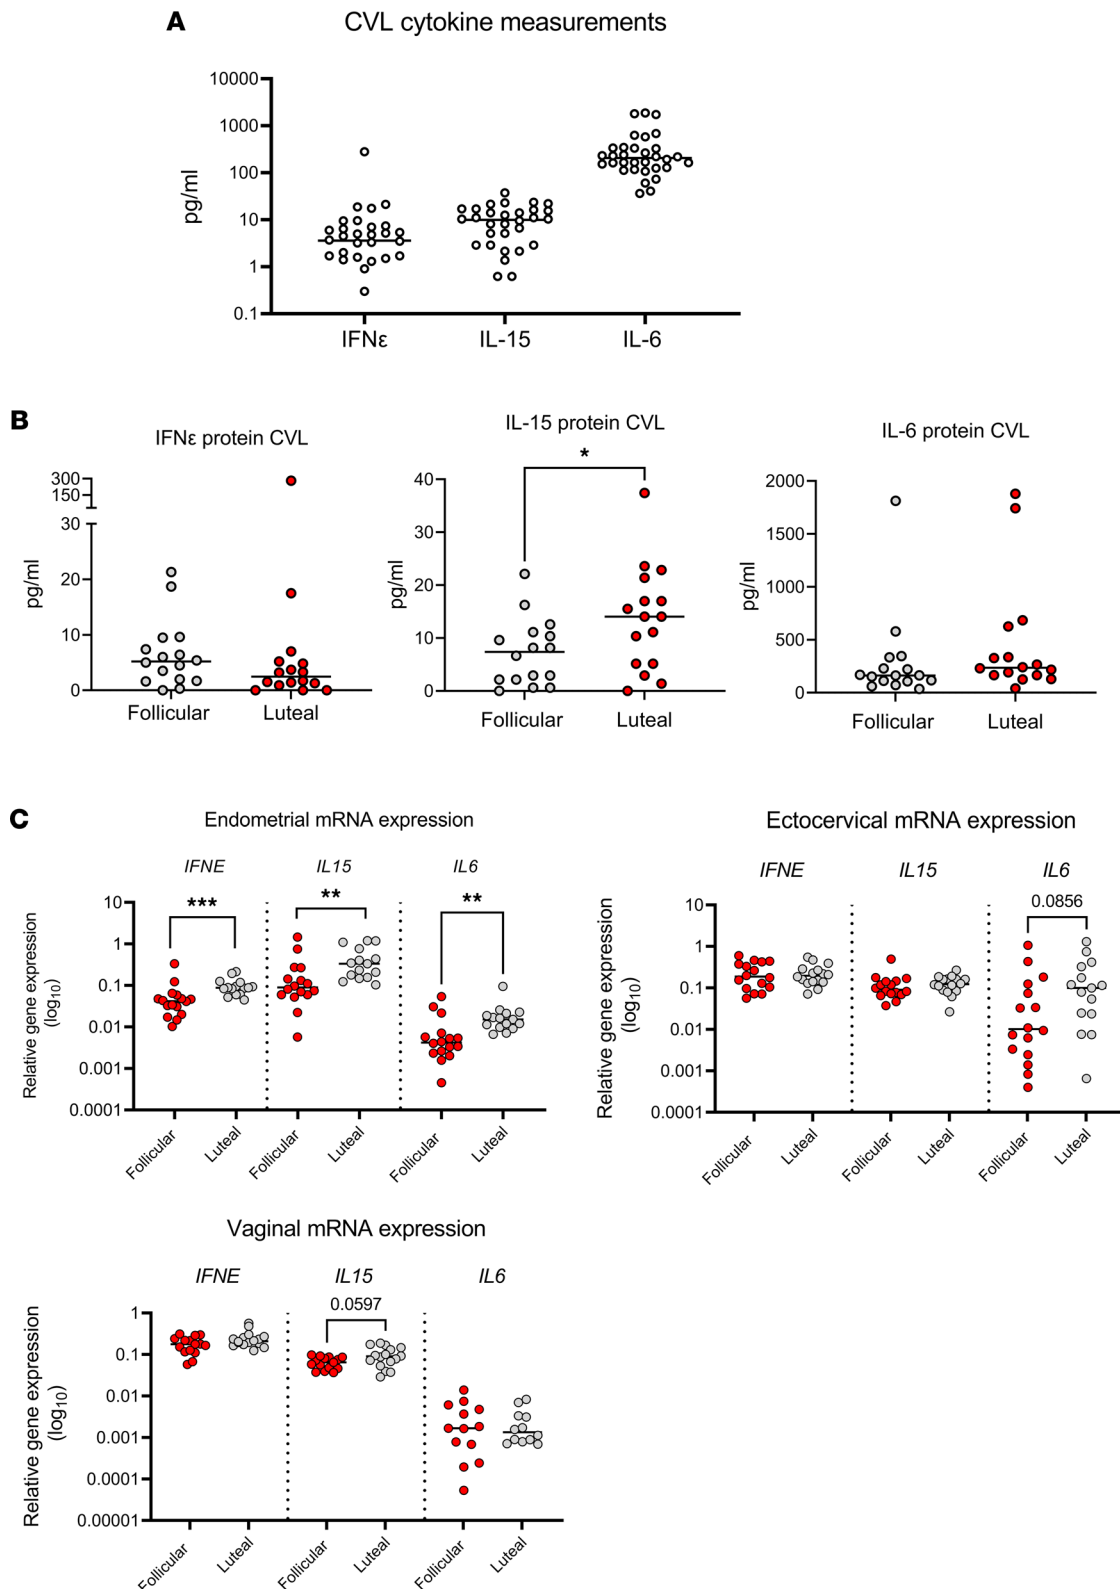 A
CVL cytokine measurements
pg/ml
10000
1000
100
10
1
0.1
IFNε
IL-15
IL-6
B
IFNε protein CVL
pg/ml
300
150
30
20
10
0
Follicular
Luteal
IL-15 protein CVL
*
pg/ml
40
30
20
10
0
Follicular
Luteal
IL-6 protein CVL
pg/ml
2000
1500
1000
500
0
Follicular
Luteal
C
Endometrial mRNA expression
IFNE
IL15
IL6
***
**
**
Relative gene expression
(log10)
10
1
0.1
0.01
0.001
0.0001
Follicular
Luteal
Follicular
Luteal
Follicular
Luteal
Ectocervical mRNA expression
IFNE
IL15
IL6
0.0856
Relative gene expression
(log10)
10
1
0.1
0.01
0.001
0.0001
Follicular
Luteal
Follicular
Luteal
Follicular
Luteal
Vaginal mRNA expression
IFNE
IL15
IL6
0.0597
Relative gene expression
(log10)
1
0.1
0.01
0.001
0.0001
0.00001
Follicular
Luteal
Follicular
Luteal
Follicular
Luteal